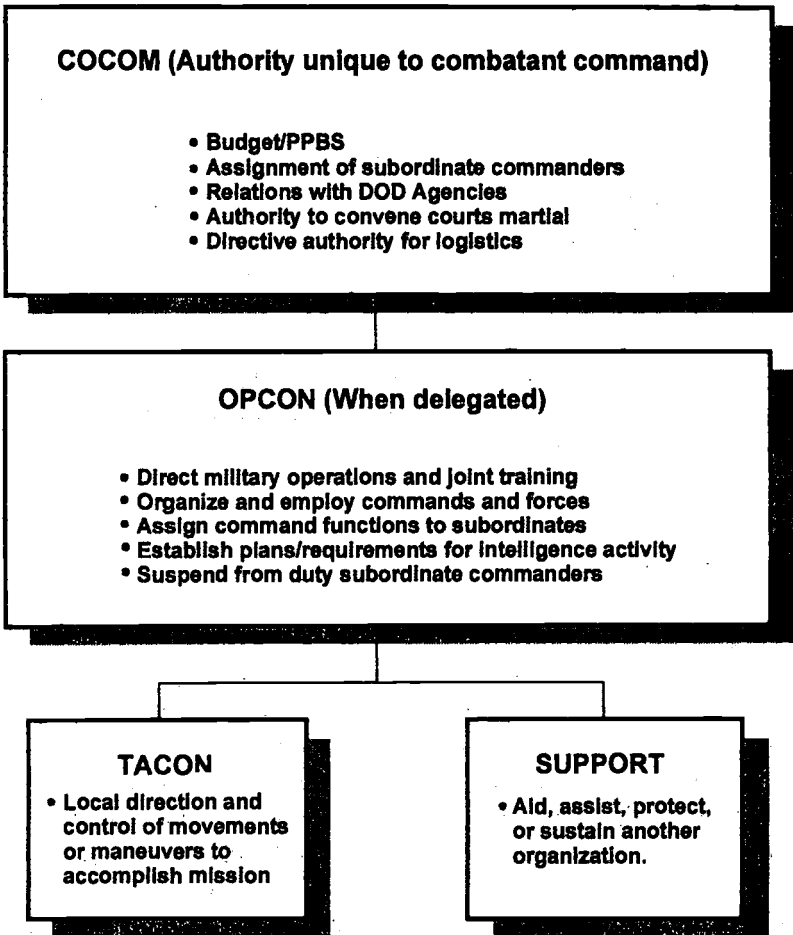 COCOM (Authority unique to combatant command)
• Budget/PPBS
• Assignment of subordinate commanders
• Relations with DOD Agencies
• Authority to convene courts martial
• Directive authority for logistics
OPCON (When delegated)
• Direct military operations and joint training
• Organize and employ commands and forces
• Assign command functions to subordinates
• Establish plans/requirements for intelligence activity
• Suspend from duty subordinate commanders
TACON
• Local direction and
control of movements
or maneuvers to
accomplish mission
SUPPORT
• Aid, assist, protect,
or sustain another
organization.